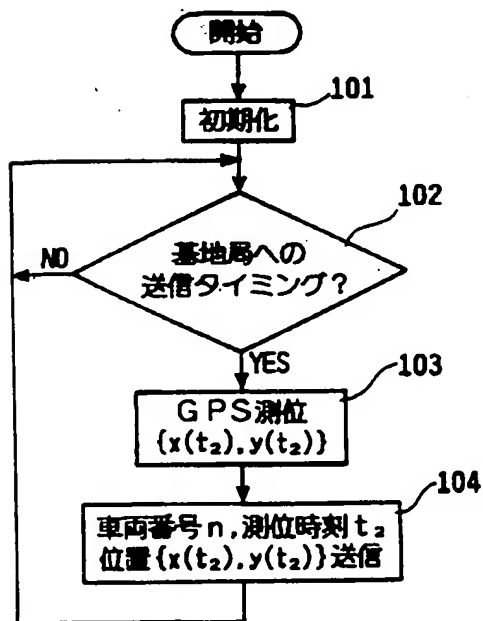 開始
101
初期化
102
基地局への
送信タイミング？
NO
YES
103
ＧＰＳ測位
{x(t₂),y(t₂)}
104
車両番号n,測位時刻t₂
位置{x(t₂),y(t₂)}送信